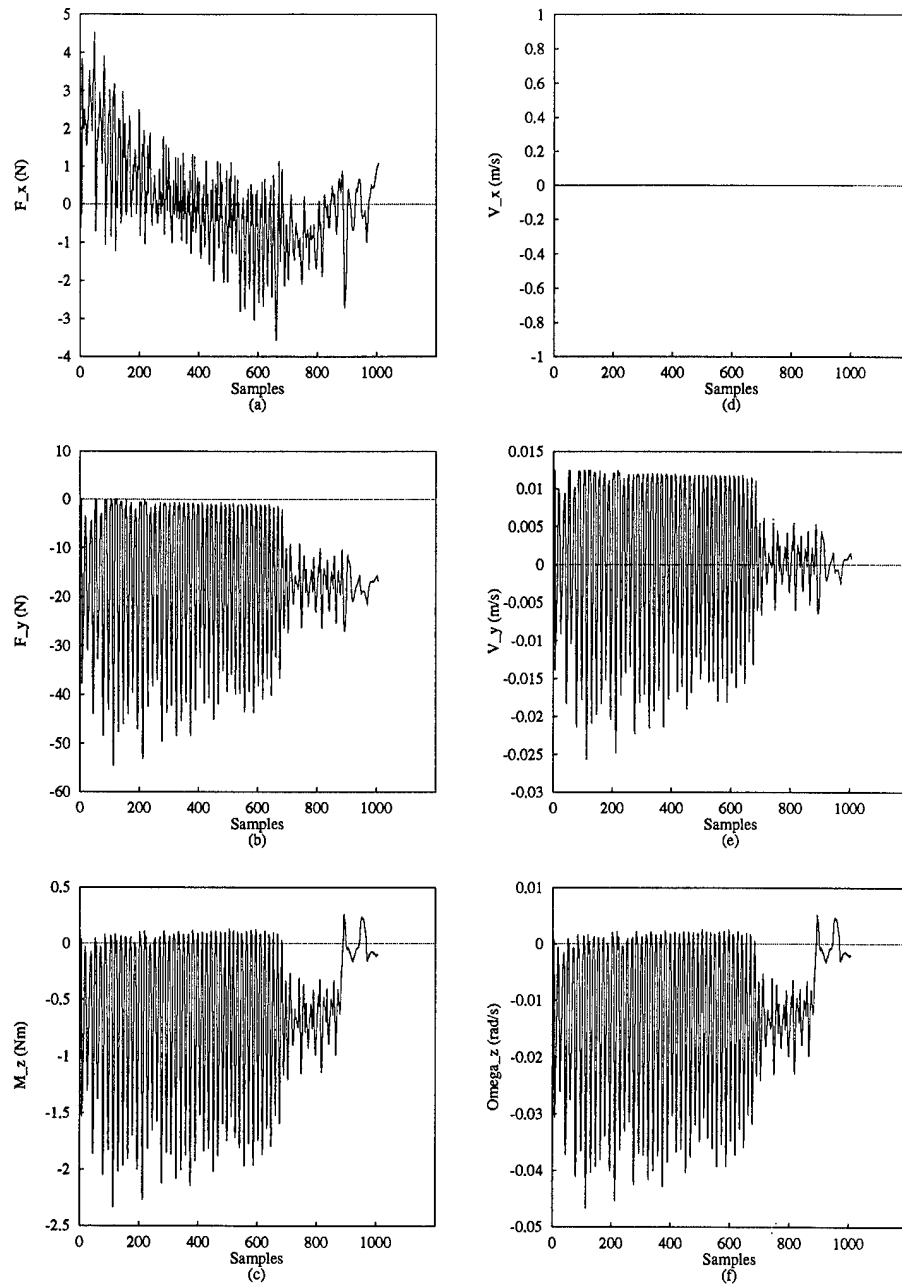 5
4
3
2
1
0
-1
-2
-3
-4
F_x (N)
0 200 400 600 800 1000
Samples
(a)
1
0.8
0.6
0.4
0.2
0
-0.2
-0.4
-0.6
-0.8
-1
V_x (m/s)
0 200 400 600 800 1000
Samples
(d)
10
0
-10
-20
-30
-40
-50
-60
F_y (N)
0 200 400 600 800 1000
Samples
(b)
0.015
0.01
0.005
0
-0.005
-0.01
-0.015
-0.02
-0.025
-0.03
V_y (m/s)
0 200 400 600 800 1000
Samples
(e)
0.5
0
-0.5
-1
-1.5
-2
-2.5
M_z (Nm)
0 200 400 600 800 1000
Samples
(c)
0.01
0
-0.01
-0.02
-0.03
-0.04
-0.05
Omega_z (rad/s)
0 200 400 600 800 1000
Samples
(f)